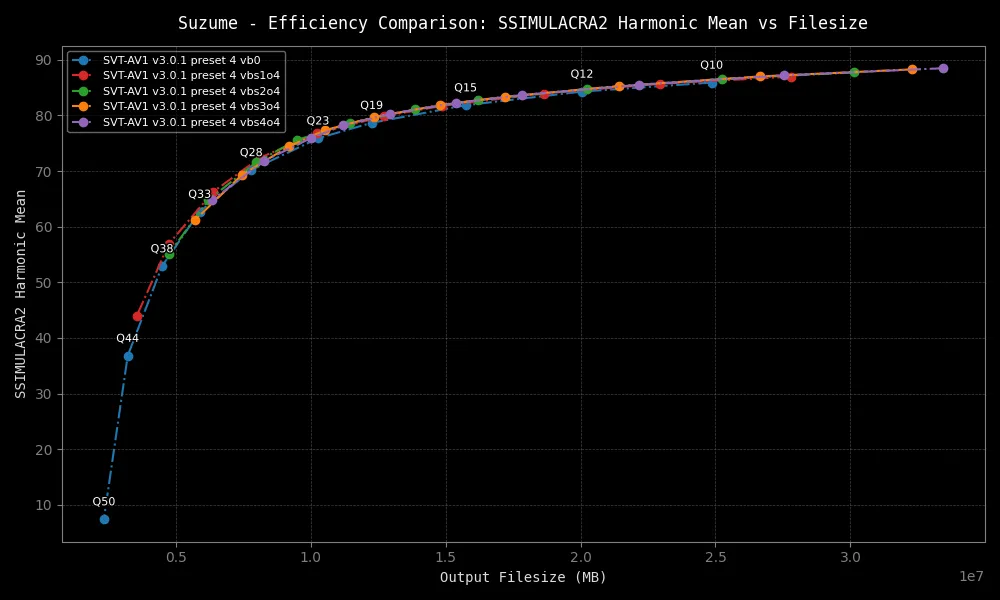 Suzume - Efficiency Comparison: SSIMULACRA2 Harmonic Mean vs Filesize
SVT-AV1 v3.0.1 preset 4 vb0
SVT-AV1 v3.0.1 preset 4 vbs1o4
SVT-AV1 v3.0.1 preset 4 vbs2o4
SVT-AV1 v3.0.1 preset 4 vbs3o4
SVT-AV1 v3.0.1 preset 4 vbs4o4
SSIMULACRA2 Harmonic Mean
90
80
70
60
50
40
30
20
10
Q10
Q12
Q15
Q19
Q23
Q28
Q33
Q38
Q44
Q50
0.5 1.0 1.5 2.0 2.5 3.0
Output Filesize (MB)
1e7